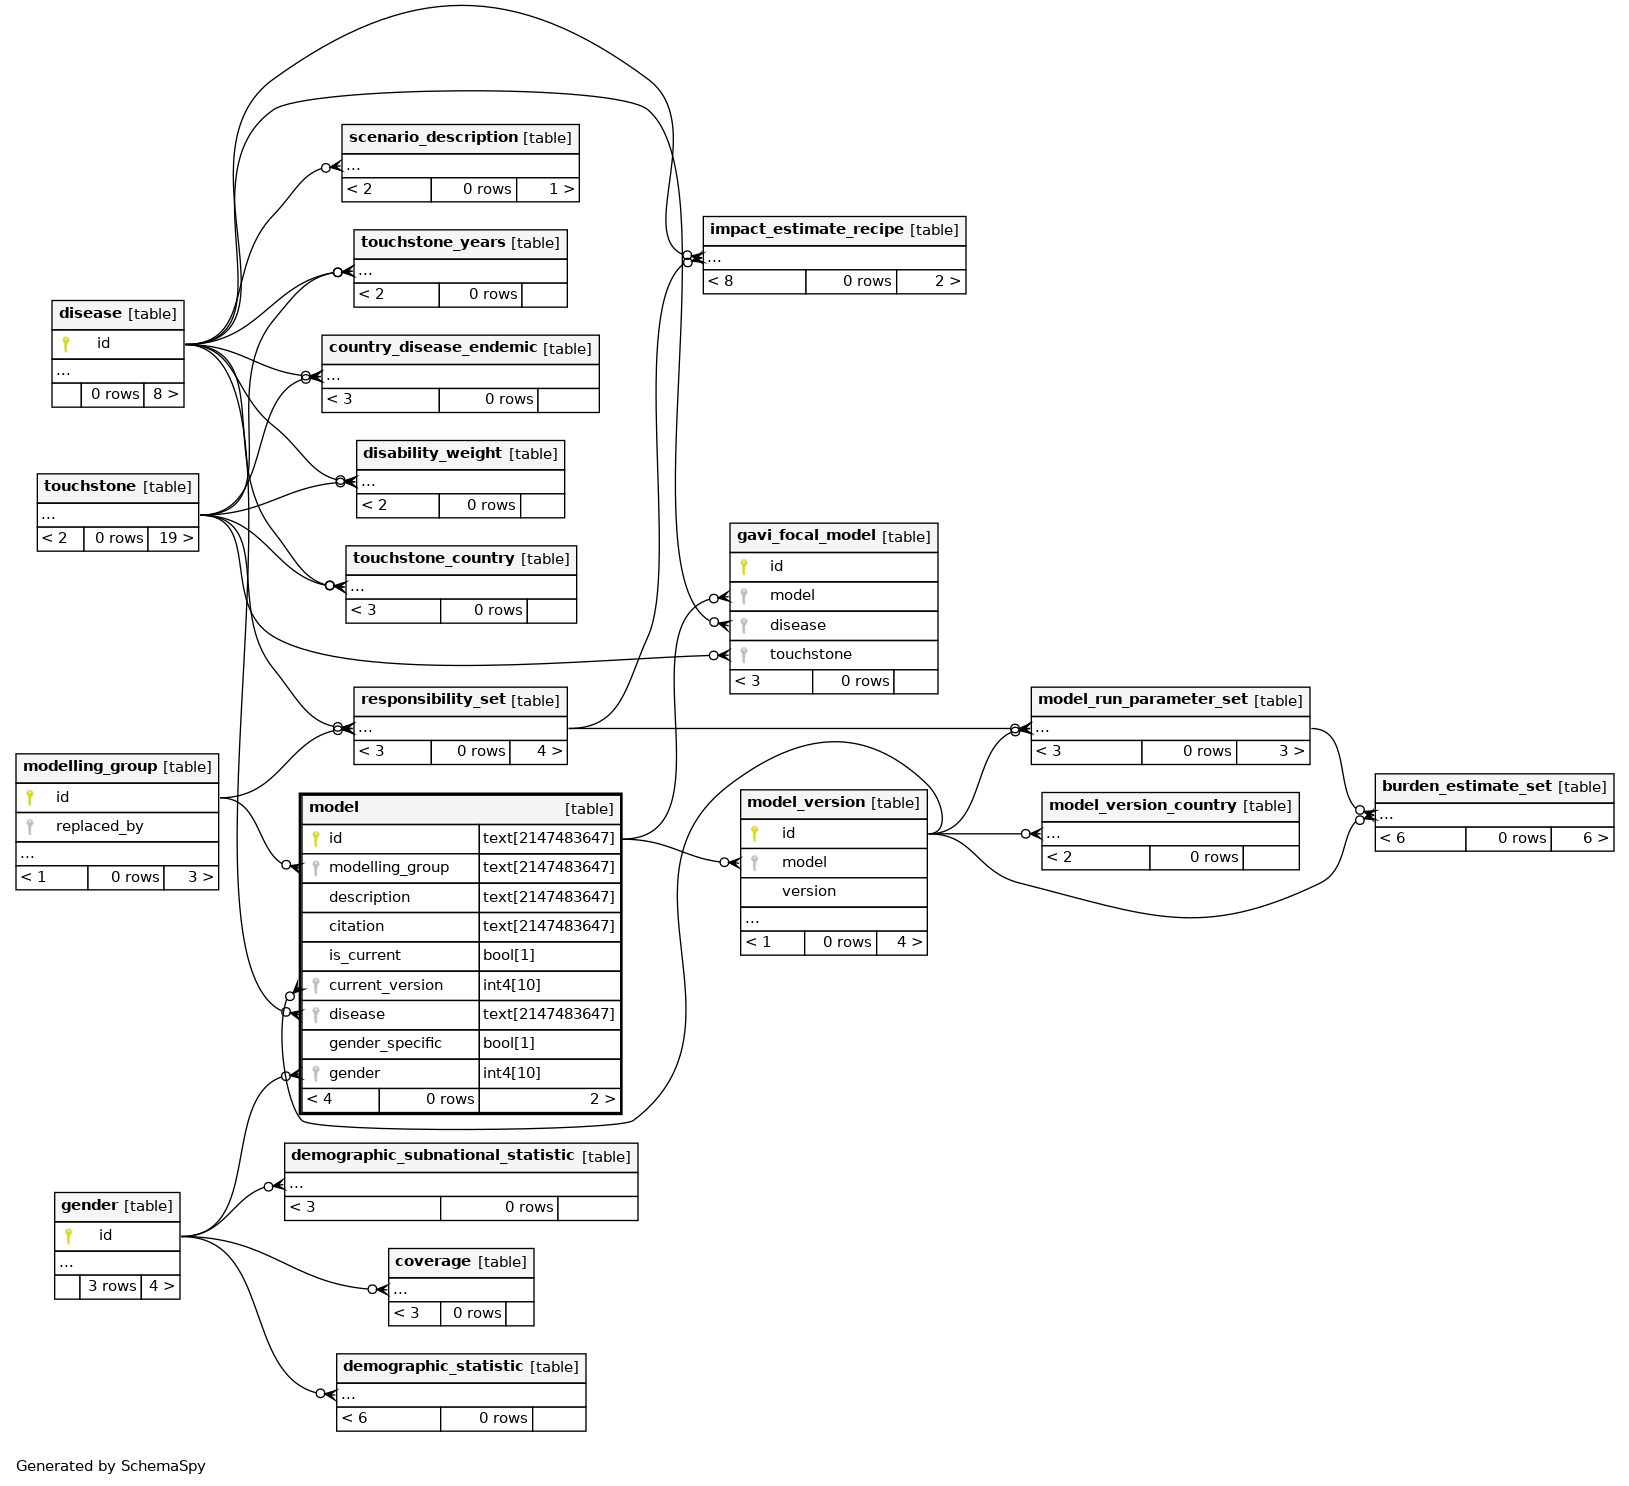 scenario_description [table]
...
< 2 0 rows 1 >
touchstone_years [table]
...
< 2 0 rows
impact_estimate_recipe [table]
...
< 8 0 rows 2 >
disease [table]
id
...
0 rows 8 >
country_disease_endemic [table]
...
< 3 0 rows
disability_weight [table]
...
< 2 0 rows
touchstone [table]
...
< 2 0 rows 19 >
touchstone_country [table]
...
< 3 0 rows
gavi_focal_model [table]
id
model
disease
touchstone
< 3 0 rows
responsibility_set [table]
...
< 3 0 rows 4 >
model_run_parameter_set [table]
...
< 3 0 rows 3 >
modelling_group [table]
id
replaced_by
...
< 1 0 rows 3 >
model [table]
id text[2147483647]
modelling_group text[2147483647]
description text[2147483647]
citation text[2147483647]
is_current bool[1]
current_version int4[10]
disease text[2147483647]
gender_specific bool[1]
gender int4[10]
< 4 0 rows 2 >
model_version [table]
id
model
version
...
< 1 0 rows 4 >
model_version_country [table]
...
< 2 0 rows
burden_estimate_set [table]
...
< 6 0 rows 6 >
demographic_subnational_statistic [table]
...
< 3 0 rows
gender [table]
id
...
3 rows 4 >
coverage [table]
...
< 3 0 rows
demographic_statistic [table]
...
< 6 0 rows
Generated by SchemaSpy